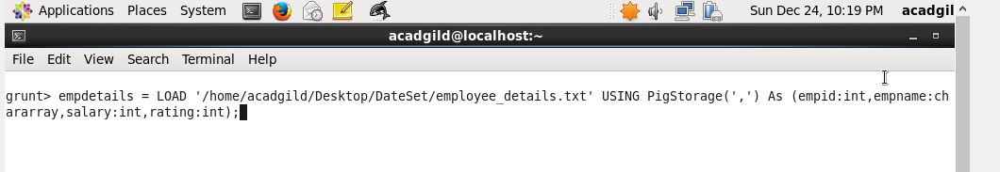 Applications Places System Sun Dec 24, 10:19 PM acadgil
acadgild@localhost:~
File Edit View Search Terminal Help
grunt> empdetails = LOAD '/home/acadgild/Desktop/DateSet/employee_details.txt' USING PigStorage(',') As (empid:int,empname:ch
ararray,salary:int,rating:int);